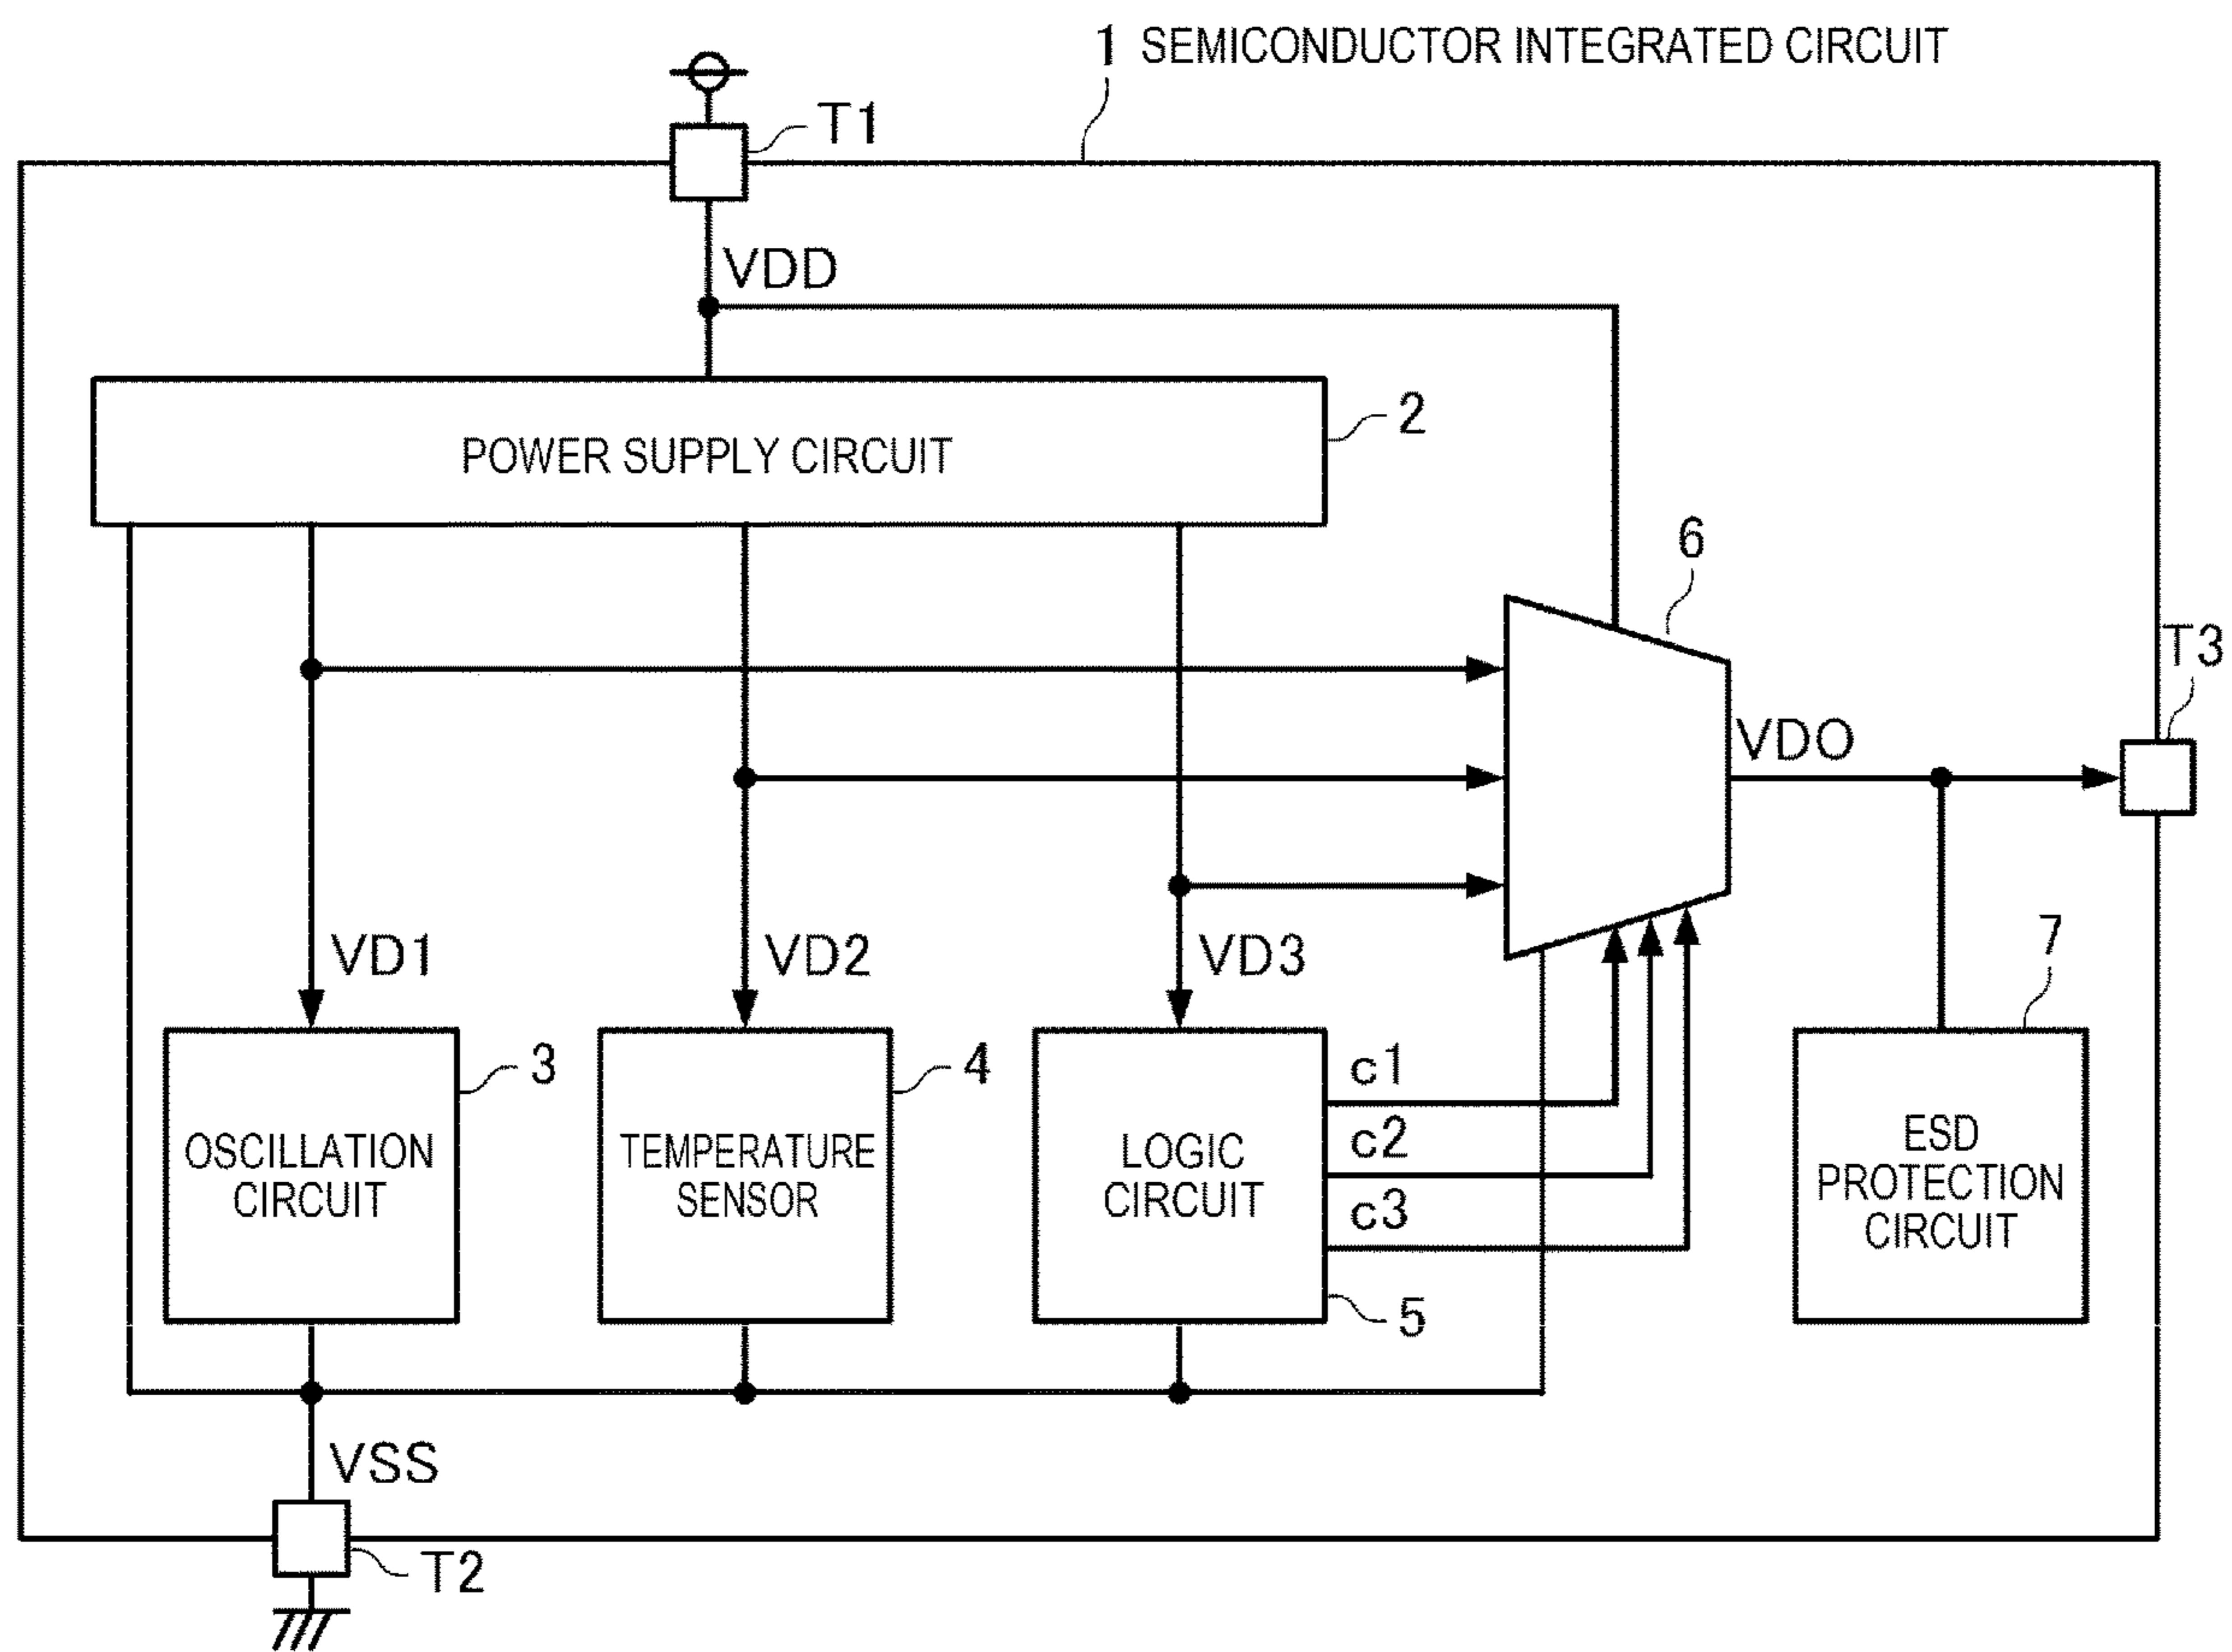 1 SEMICONDUCTOR INTEGRATED CIRCUIT
T1
VDD
2
POWER SUPPLY CIRCUIT
6
T3
VDO
VD1
VD2
VD3
7
3
4
c1
c2
c3
5
OSCILLATION
CIRCUIT
TEMPERATURE
SENSOR
LOGIC
CIRCUIT
ESD
PROTECTION
CIRCUIT
VSS
T2